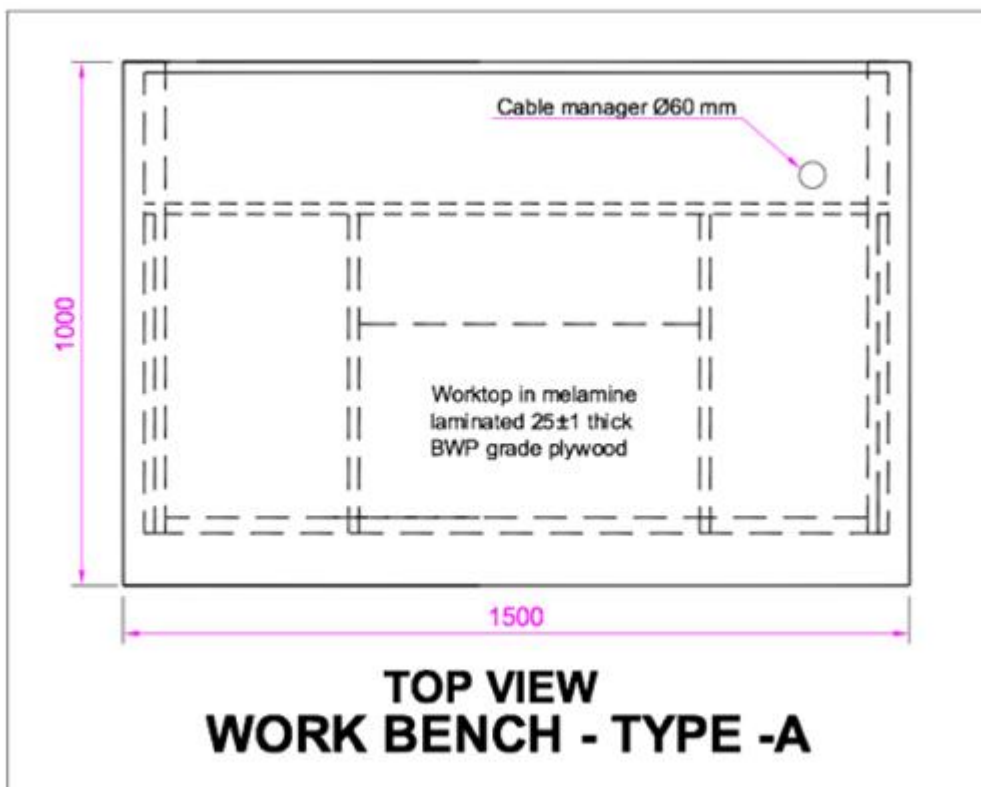 Cable manager Ø60 mm
1000
Worktop in melamine
laminated 25±1 thick
BWP grade plywood
1500
TOP VIEW
WORK BENCH - TYPE -A